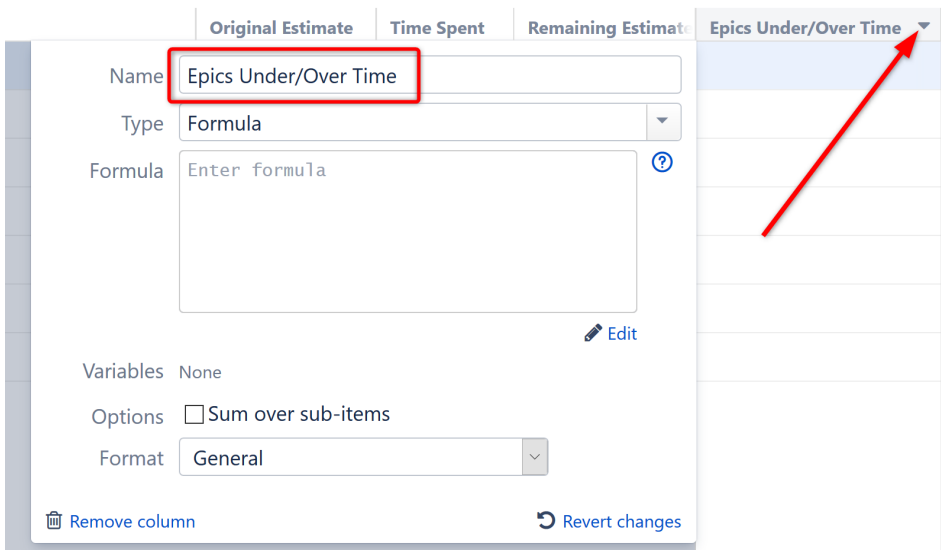 Original Estimate Time Spent Remaining Estimate Epics Under/Over Time
Name Epics Under/Over Time
Type Formula
Formula Enter formula
Edit
Variables None
Options Sum over sub-items
Format General
Remove column Revert changes